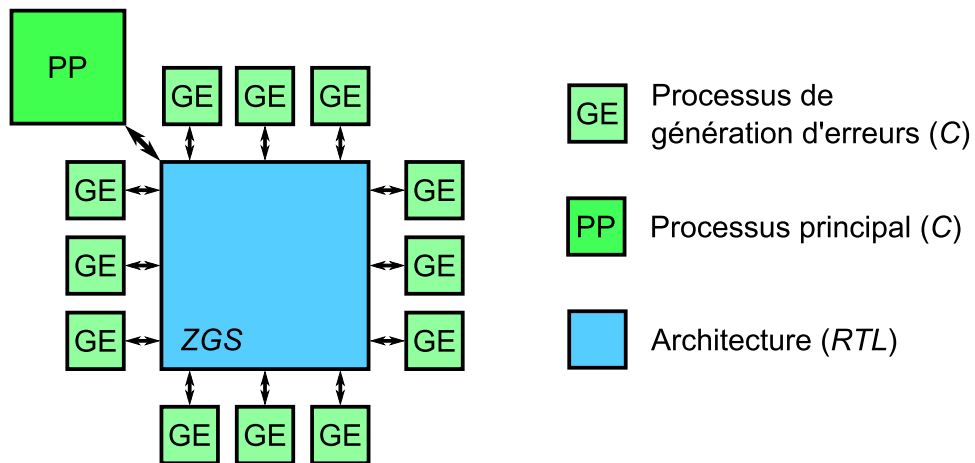 PP
GE GE GE
GE GE
GE GE
GE GE
ZGS
GE GE GE
GE Processus de
génération d'erreurs (C)
PP Processus principal (C)
Architecture (RTL)